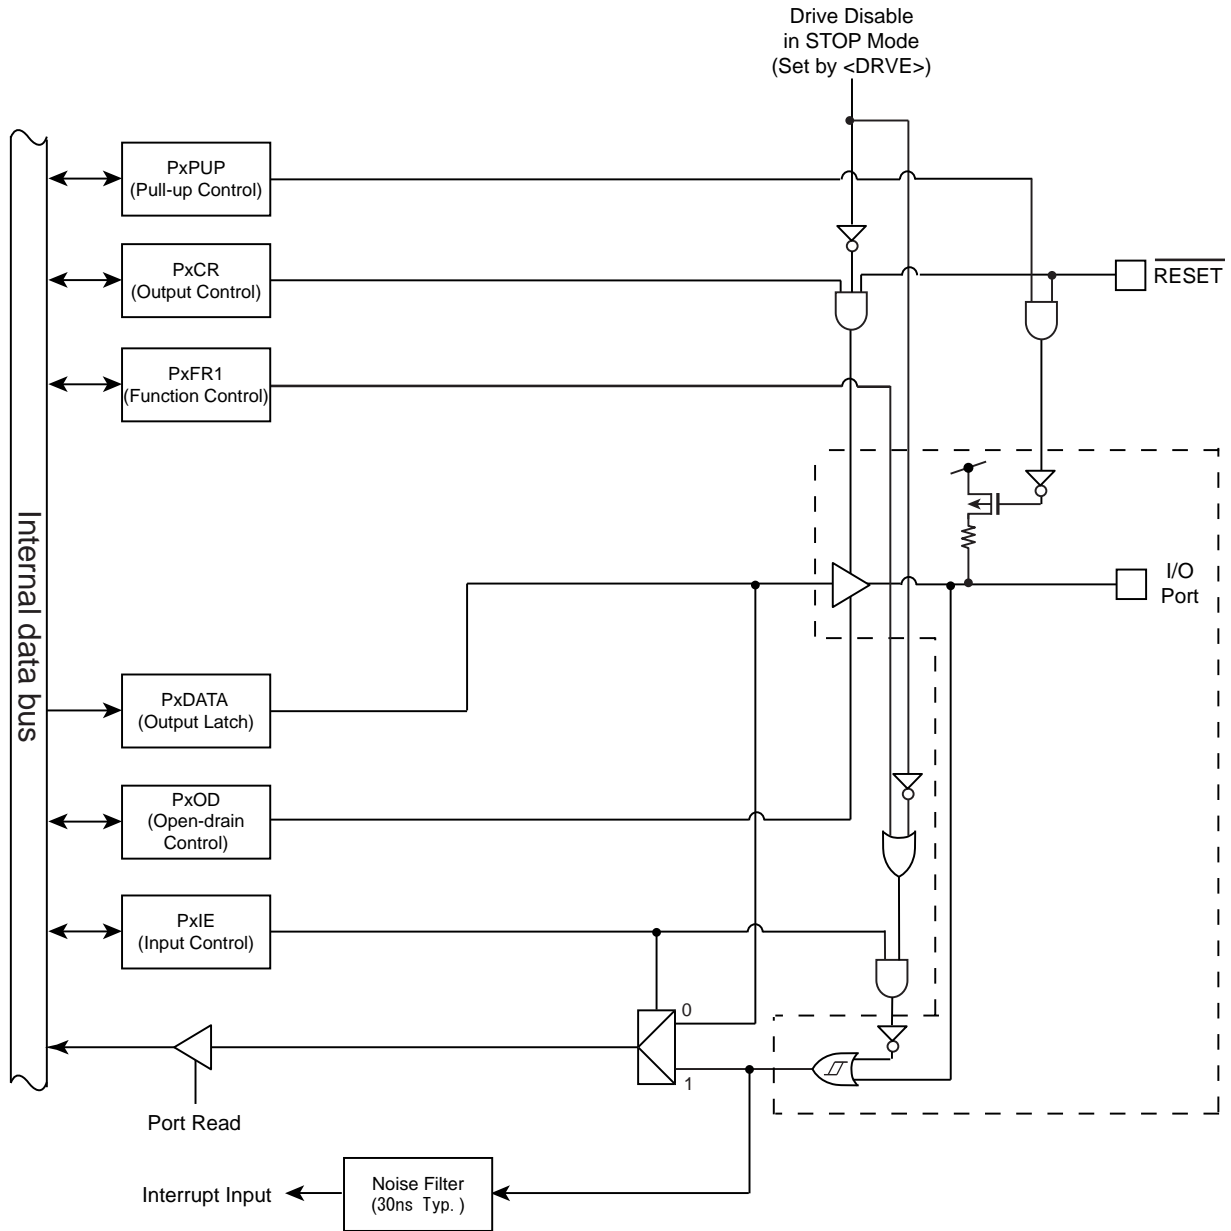 Drive Disable
in STOP Mode
(Set by <DRVE>)
PxPUP
(Pull-up Control)
PxCR
(Output Control)
RESET
PxFR1
(Function Control)
Internal data bus
I/O
Port
PxDATA
(Output Latch)
PxOD
(Open-drain
Control)
PxIE
(Input Control)
0
1
Port Read
Noise Filter
(30ns Typ.)
Interrupt Input